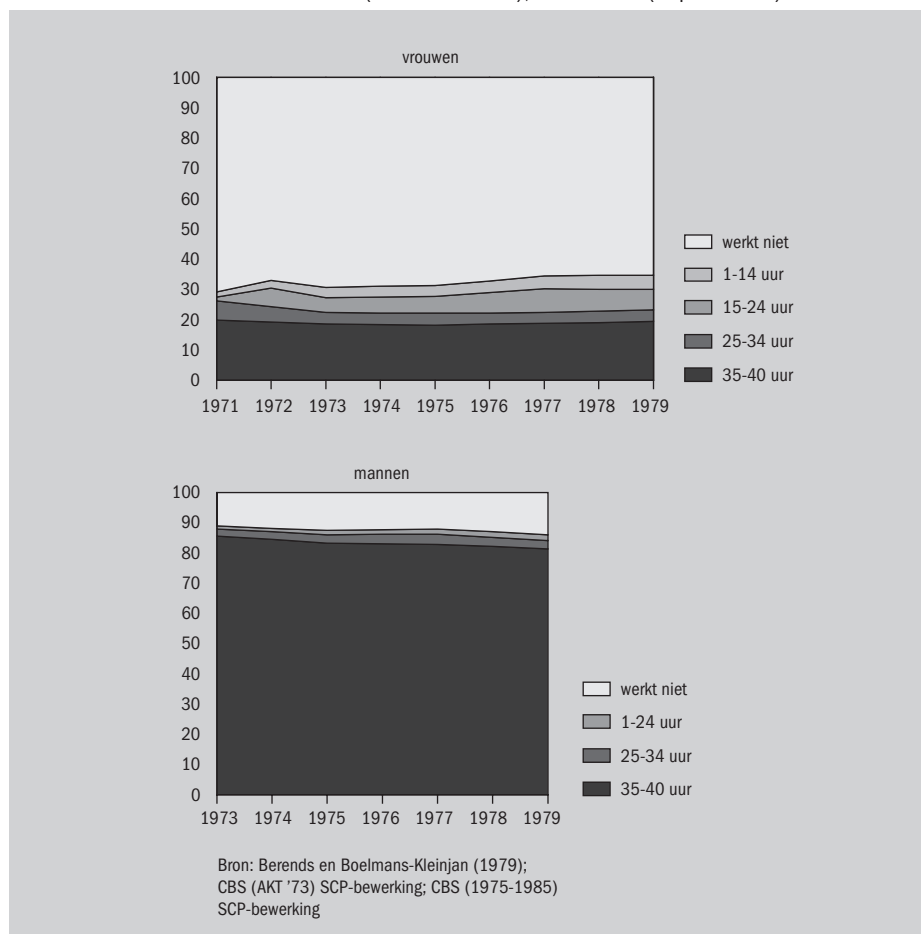 vrouwen
100
90
80
70
60
50
40
30
20
10
0
1971 1972 1973 1974 1975 1976 1977 1978 1979
werkt niet
1-14 uur
15-24 uur
25-34 uur
35-40 uur
mannen
100
90
80
70
60
50
40
30
20
10
0
1973 1974 1975 1976 1977 1978 1979
werkt niet
1-24 uur
25-34 uur
35-40 uur
Bron: Berends en Boelmans-Kleinjan (1979);
CBS (AKT ’73) SCP-bewerking; CBS (1975-1985)
SCP-bewerking